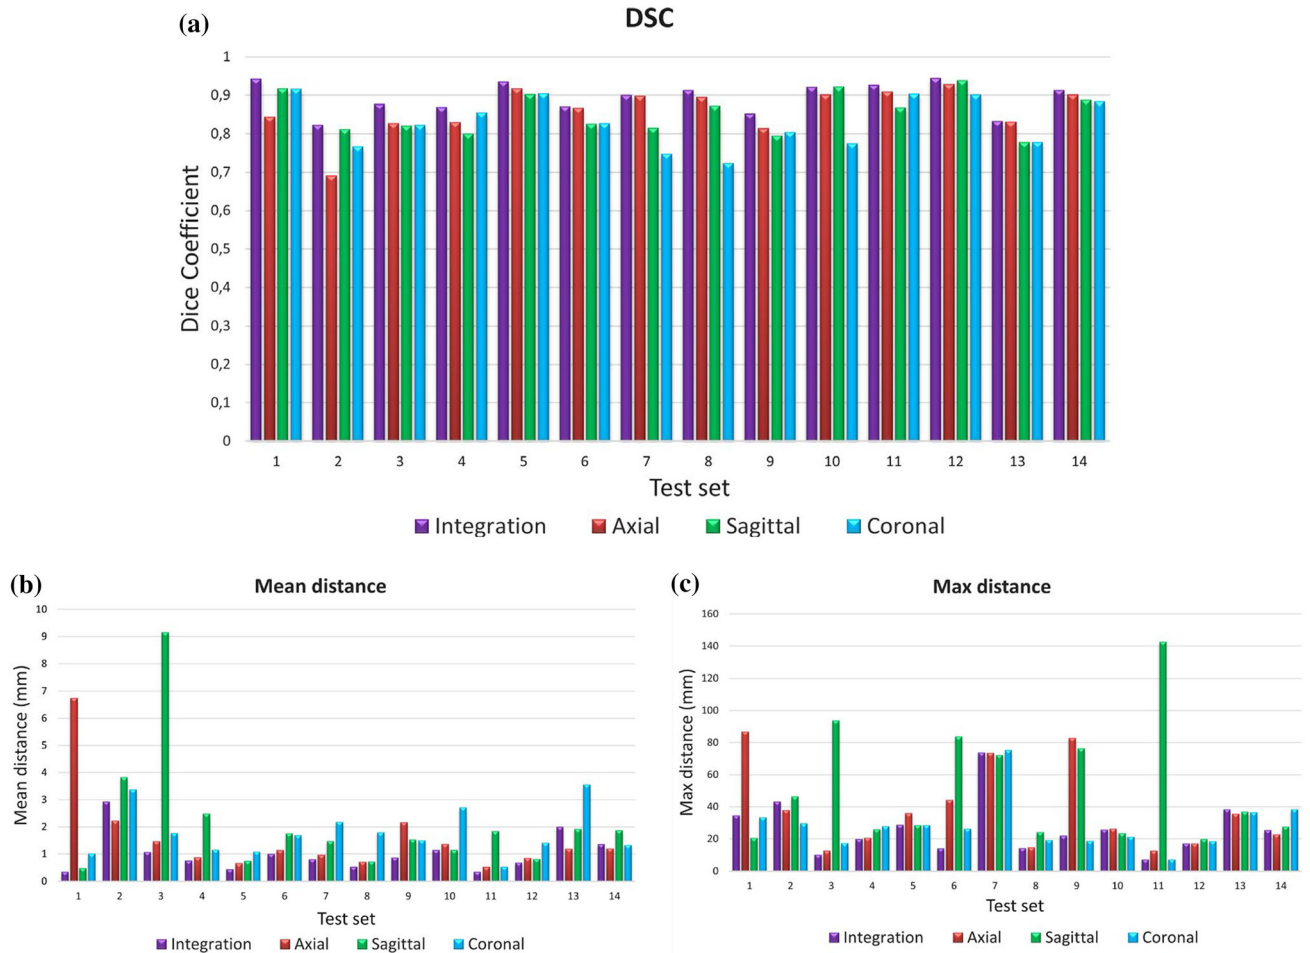 (a)
DSC
Dice Coefficient
1
0,9
0,8
0,7
0,6
0,5
0,4
0,3
0,2
0,1
0
1 2 3 4 5 6 7 8 9 10 11 12 13 14
Test set
Integration Axial Sagittal Coronal
(b)
Mean distance
Mean distance (mm)
10
9
8
7
6
5
4
3
2
1
0
1 2 3 4 5 6 7 8 9 10 11 12 13 14
Test set
Integration Axial Sagittal Coronal
(c)
Max distance
Max distance (mm)
160
140
120
100
80
60
40
20
0
1 2 3 4 5 6 7 8 9 10 11 12 13 14
Test set
Integration Axial Sagittal Coronal